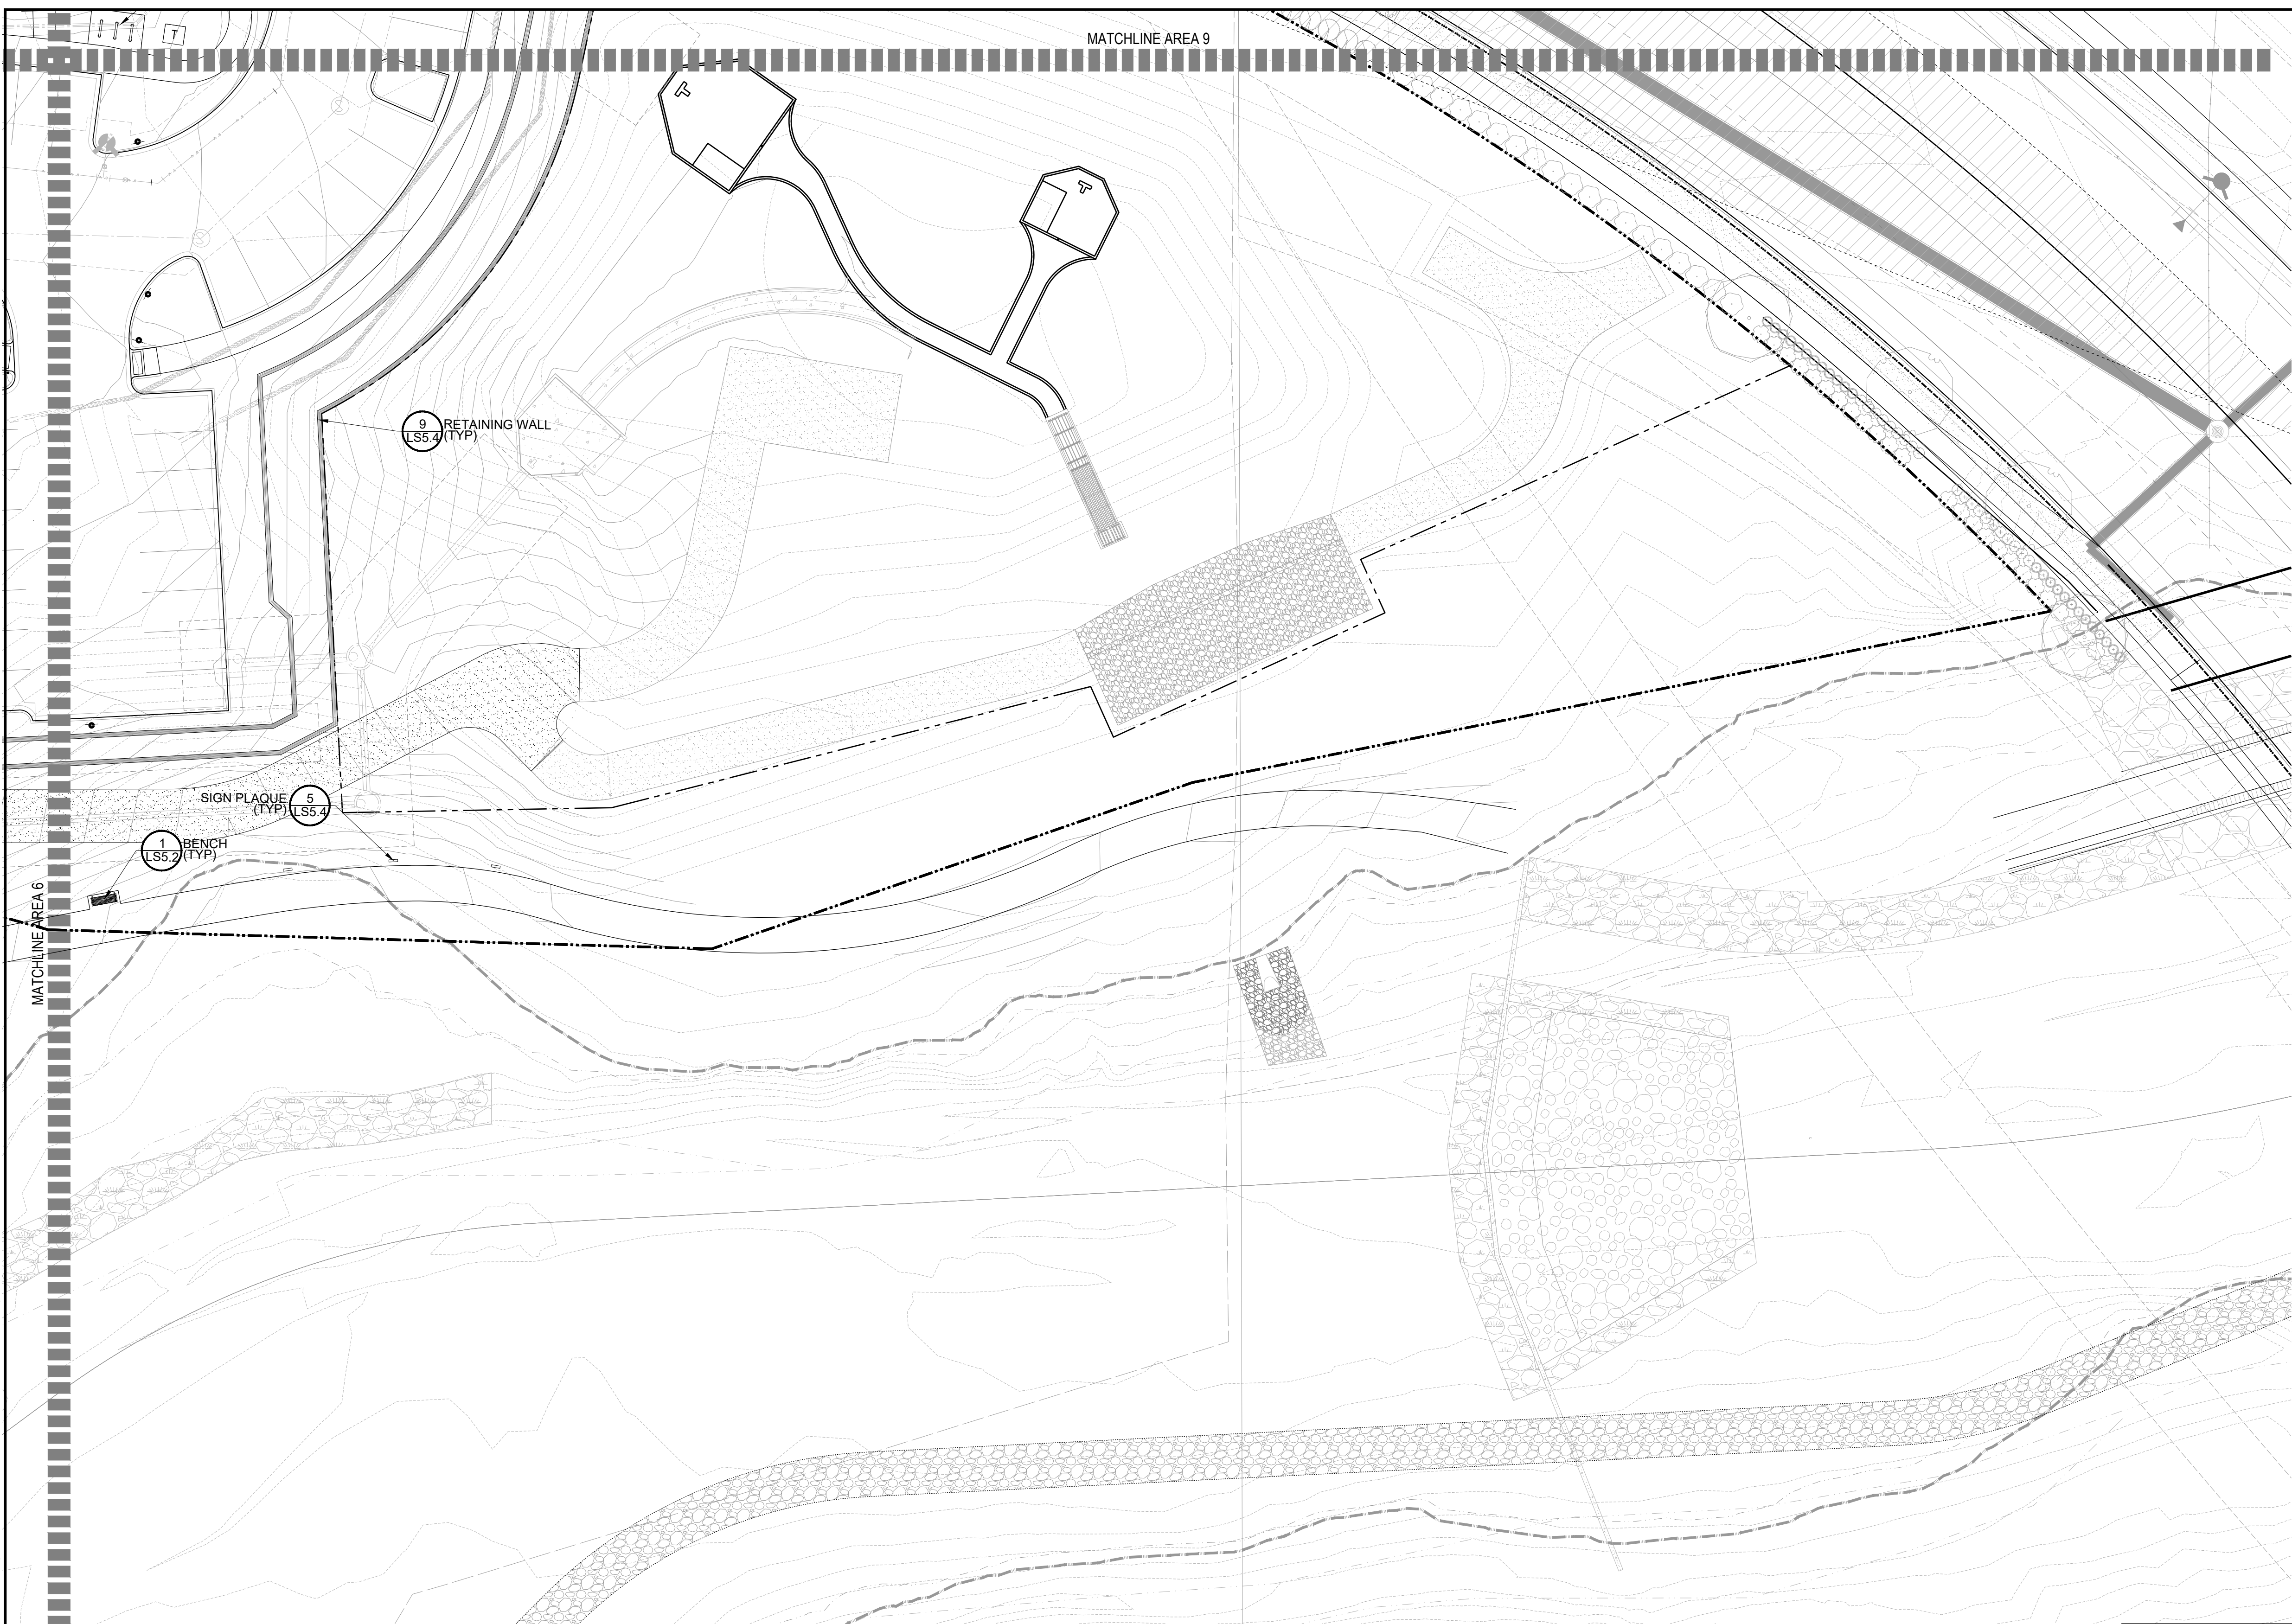 MATCHLINE AREA 9
T
9
LS5.4
RETAINING WALL
(TYP)
SIGN PLAQUE
(TYP)
5
LS5.4
1
LS5.2
BENCH
(TYP)
MATCHLINE AREA 6